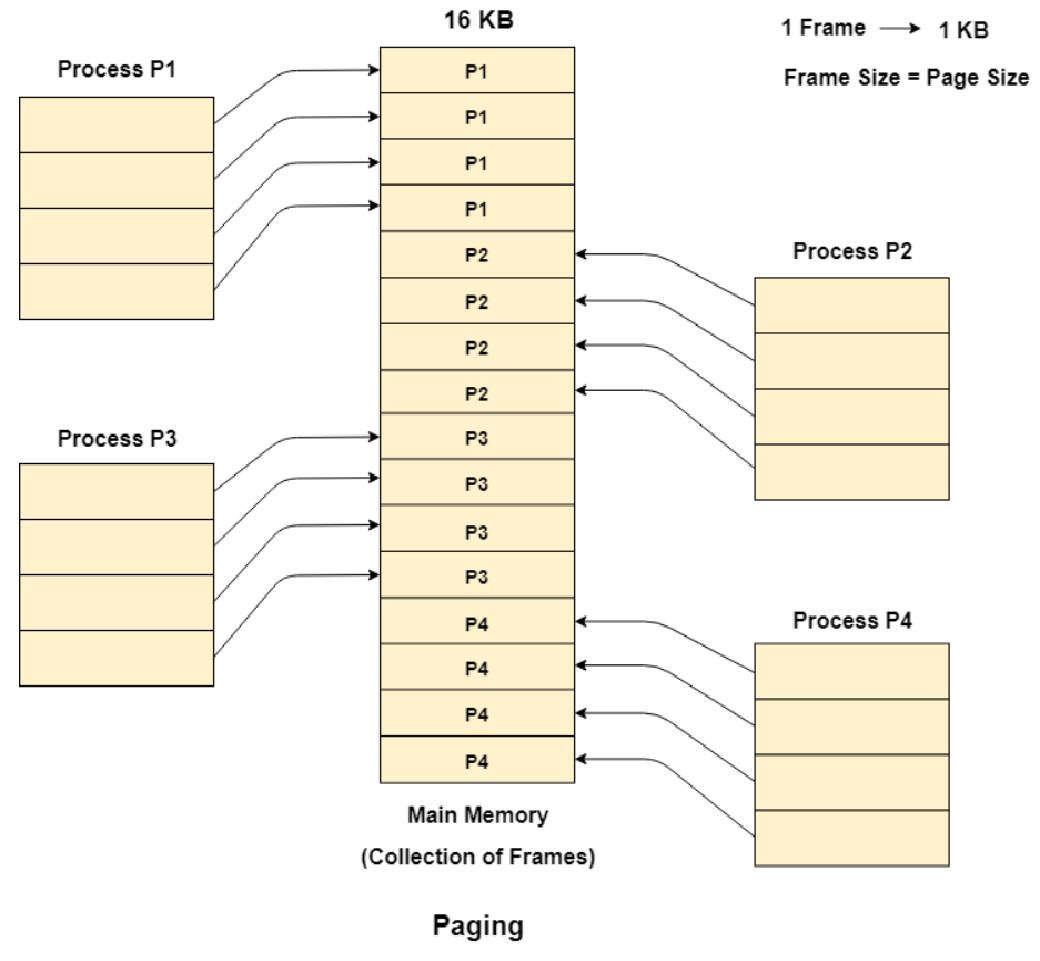 16 KB
1 Frame → 1 KB
Frame Size = Page Size
Process P1
P1
P1
P1
P1
P2
Process P2
P2
P2
P2
Process P3
P3
P3
P3
P3
P4
Process P4
P4
P4
P4
Main Memory
(Collection of Frames)
Paging